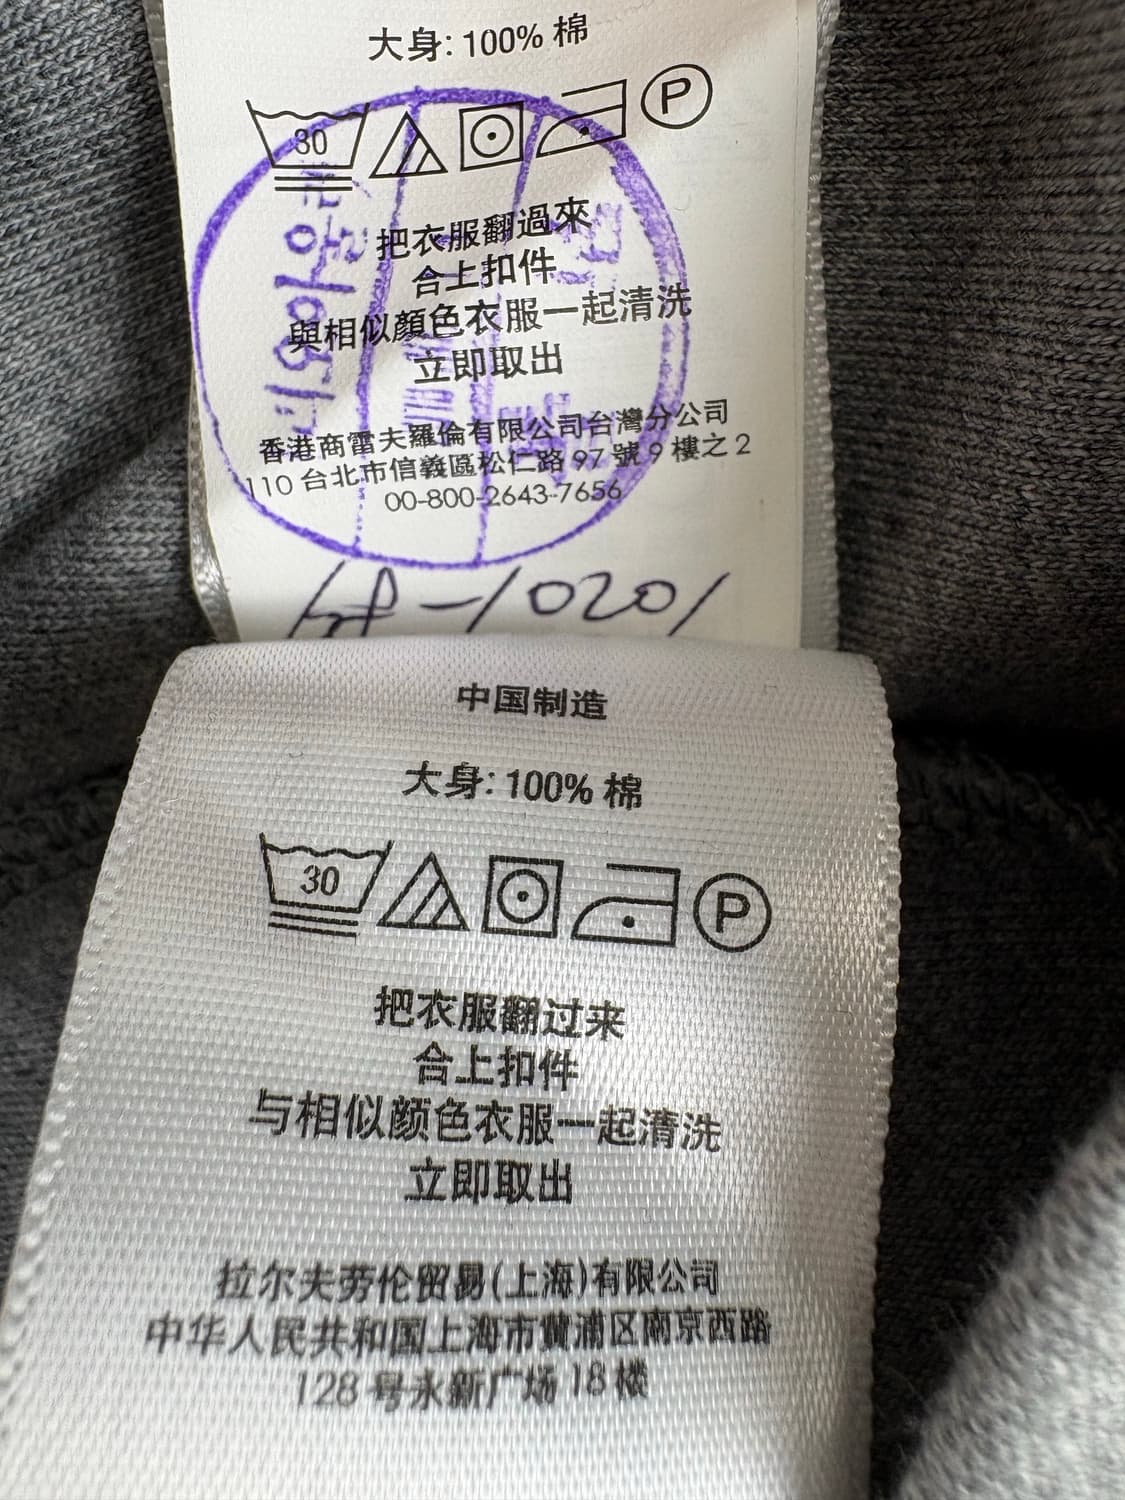 大身: 100% 棉
30
P
把衣服翻過來
合上扣件
與相似顏色衣服一起清洗
立即取出
香港商雷夫羅倫有限公司台灣分公司
110 台北市信義區松仁路 97 號 9 樓之 2
00-800-2643-7656
中国制造
大身: 100% 棉
30
P
把衣服翻过来
合上扣件
与相似颜色衣服一起清洗
立即取出
拉尔夫劳伦贸易(上海)有限公司
中华人民共和国上海市黄浦区南京西路
128 号永新广场 18 楼